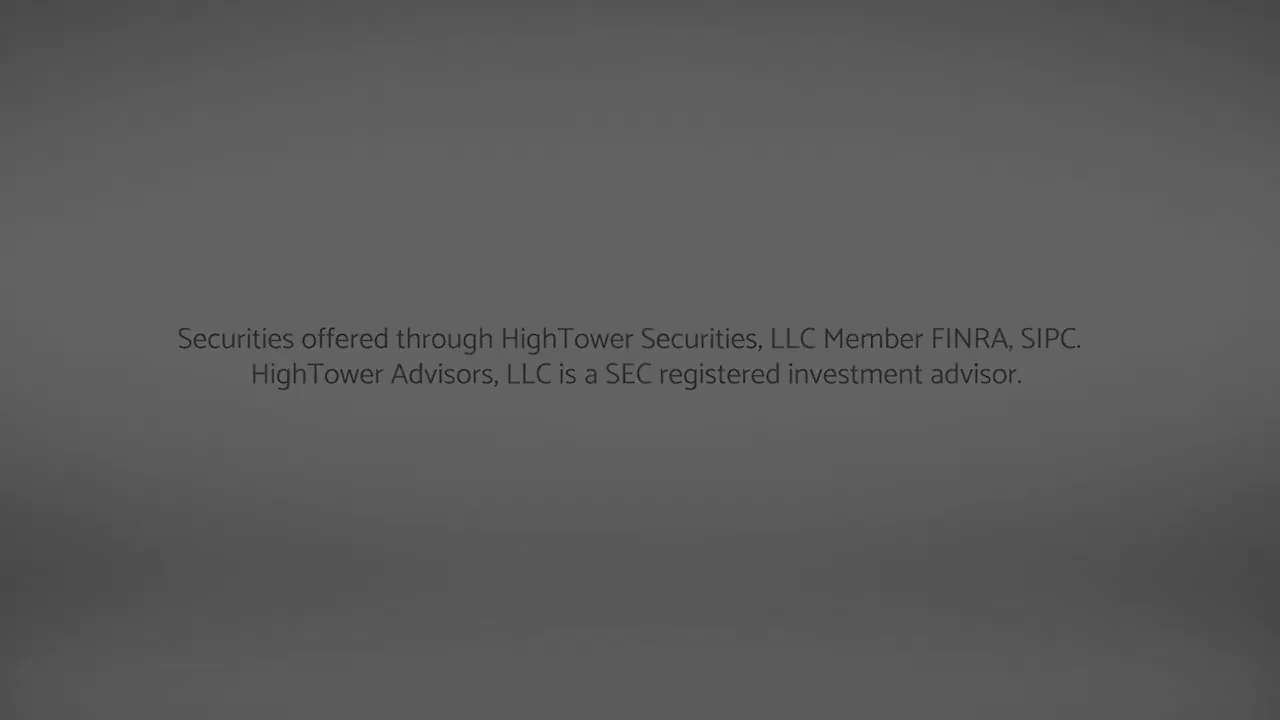 Securities offered through HighTower Securities, LLC Member FINRA, SIPC.
HighTower Advisors, LLC is a SEC registered investment advisor.